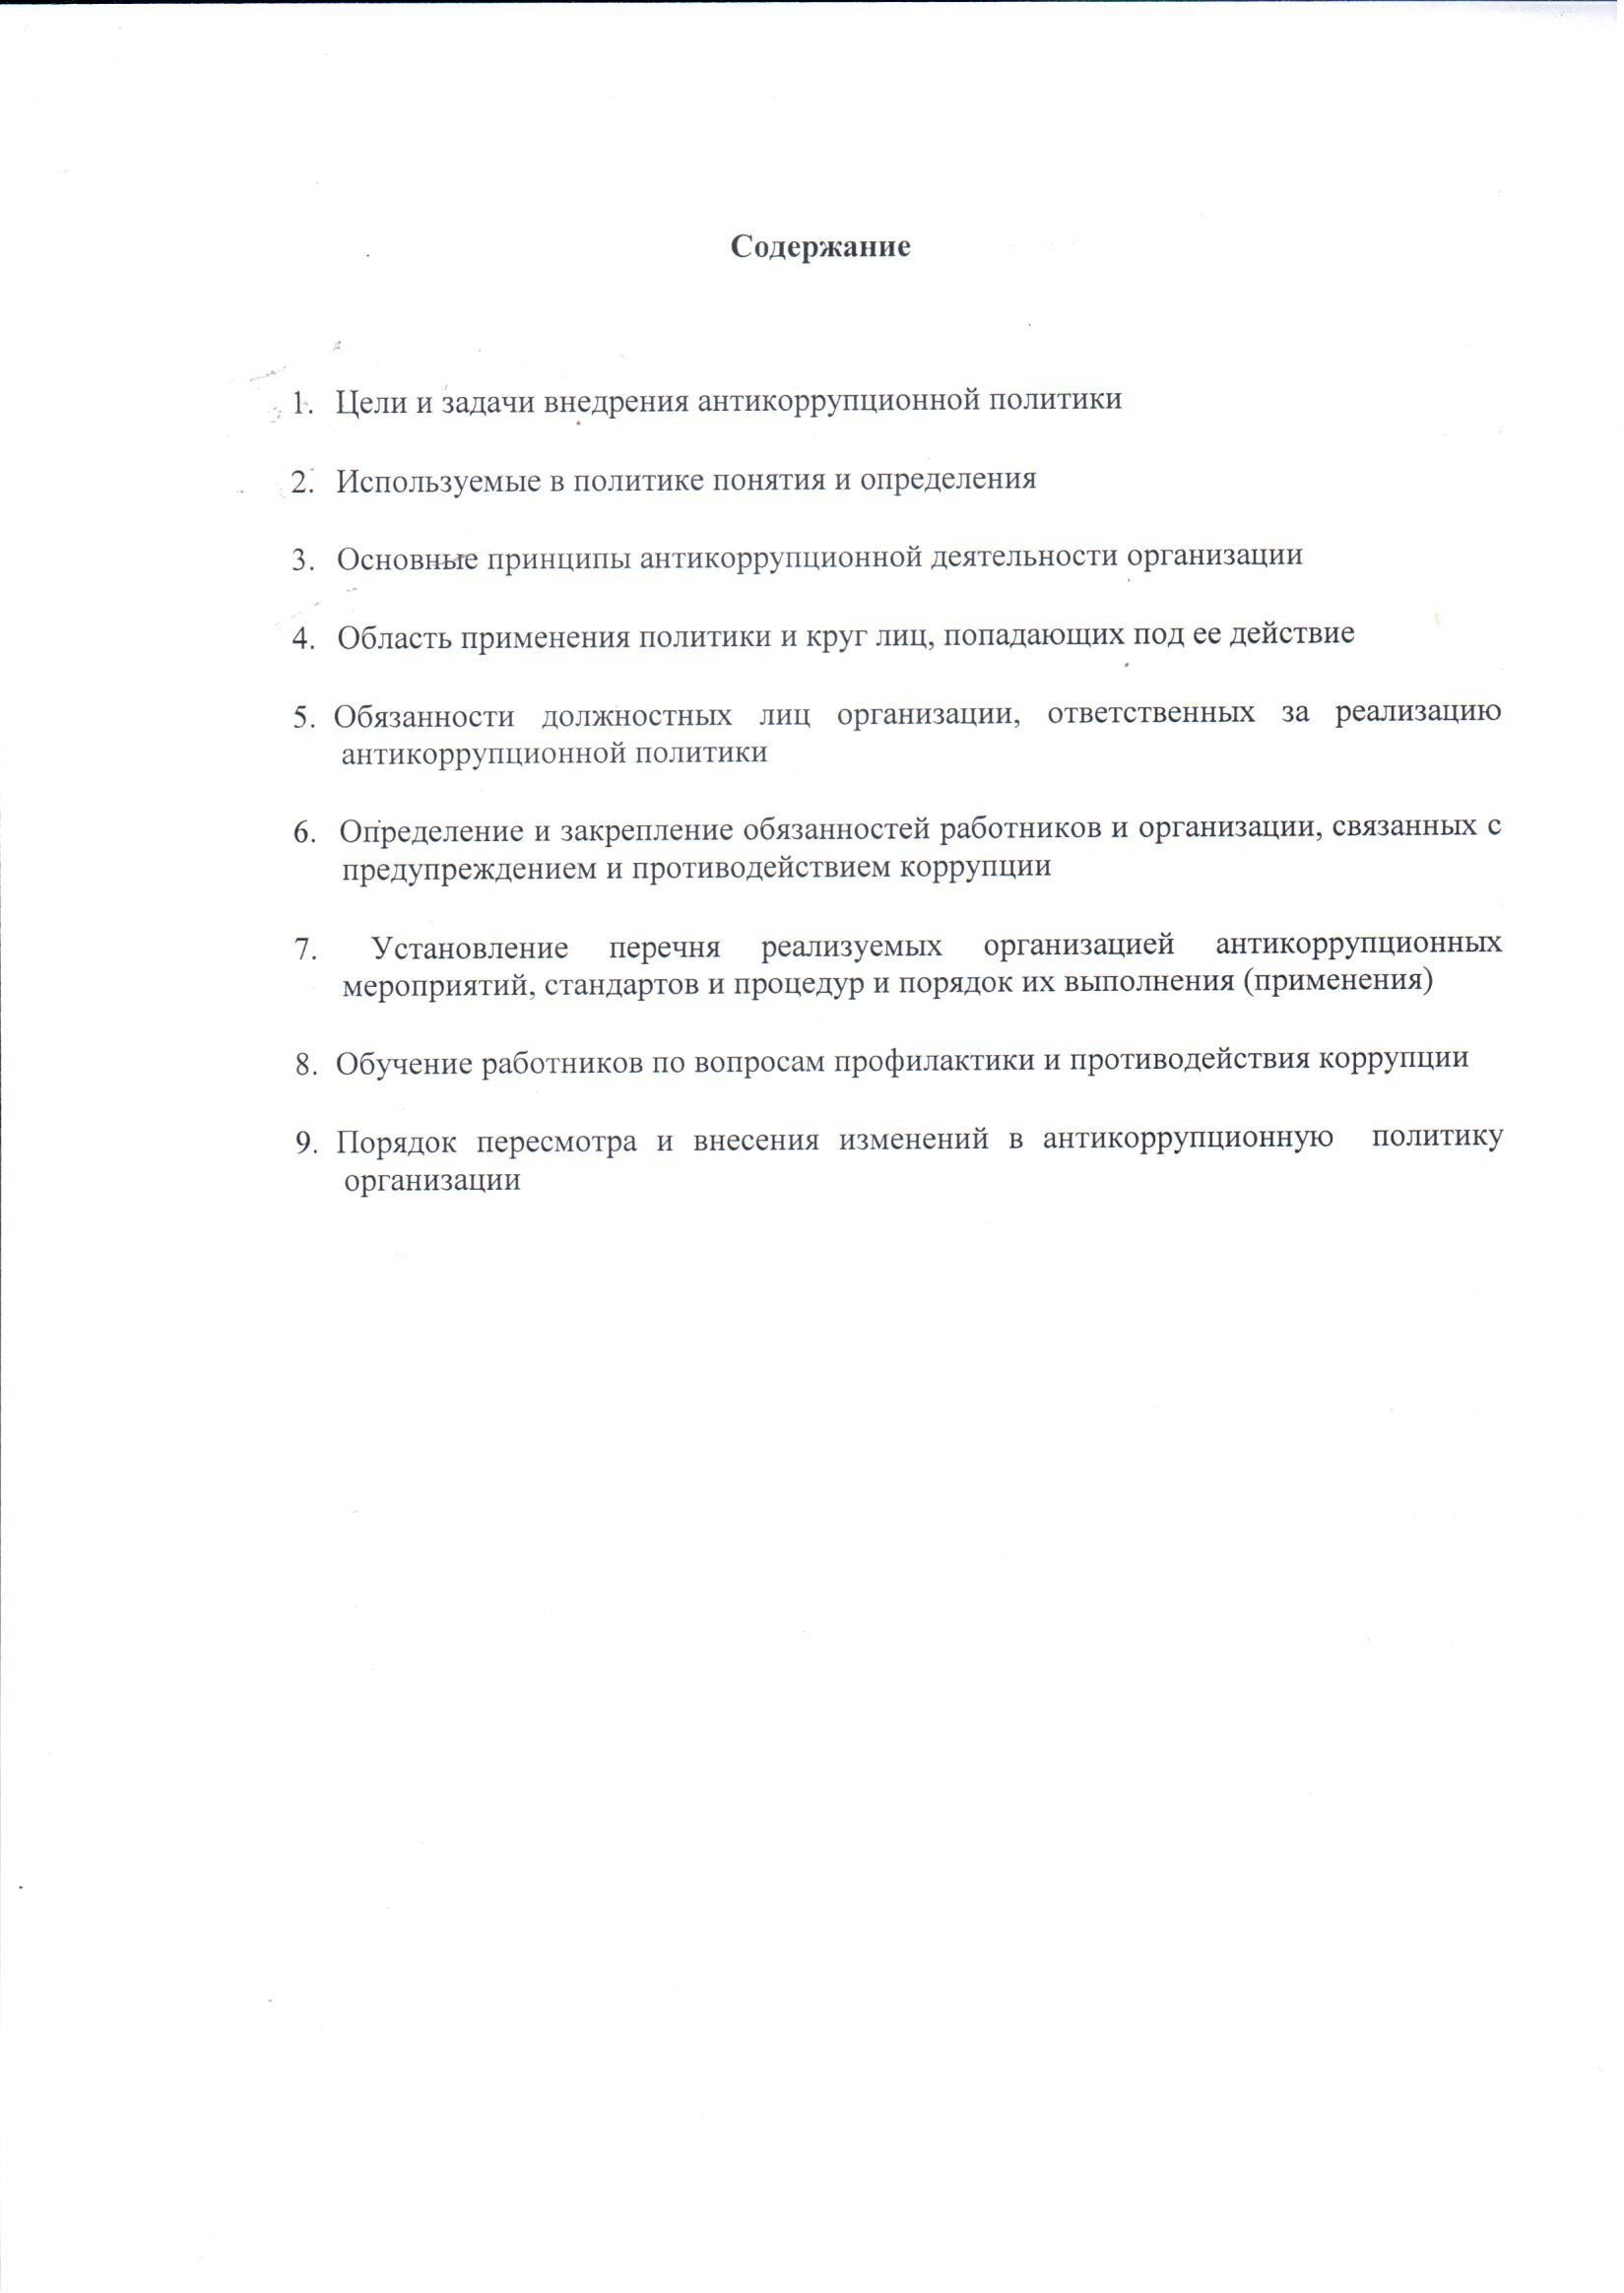 Содержание
1. Цели и задачи внедрения антикоррупционной политики
2. Используемые в политике понятия и определения
3. Основные принципы антикоррупционной деятельности организации
4. Область применения политики и круг лиц, попадающих под ее действие
5. Обязанности должностных лиц организации, ответственных за реализацию
антикоррупционной политики
6. Определение и закрепление обязанностей работников и организации, связанных с
предупреждением и противодействием коррупции
7. Установление перечня реализуемых организацией антикоррупционных
мероприятий, стандартов и процедур и порядок их выполнения (применения)
8. Обучение работников по вопросам профилактики и противодействия коррупции
9. Порядок пересмотра и внесения изменений в антикоррупционную политику
организации